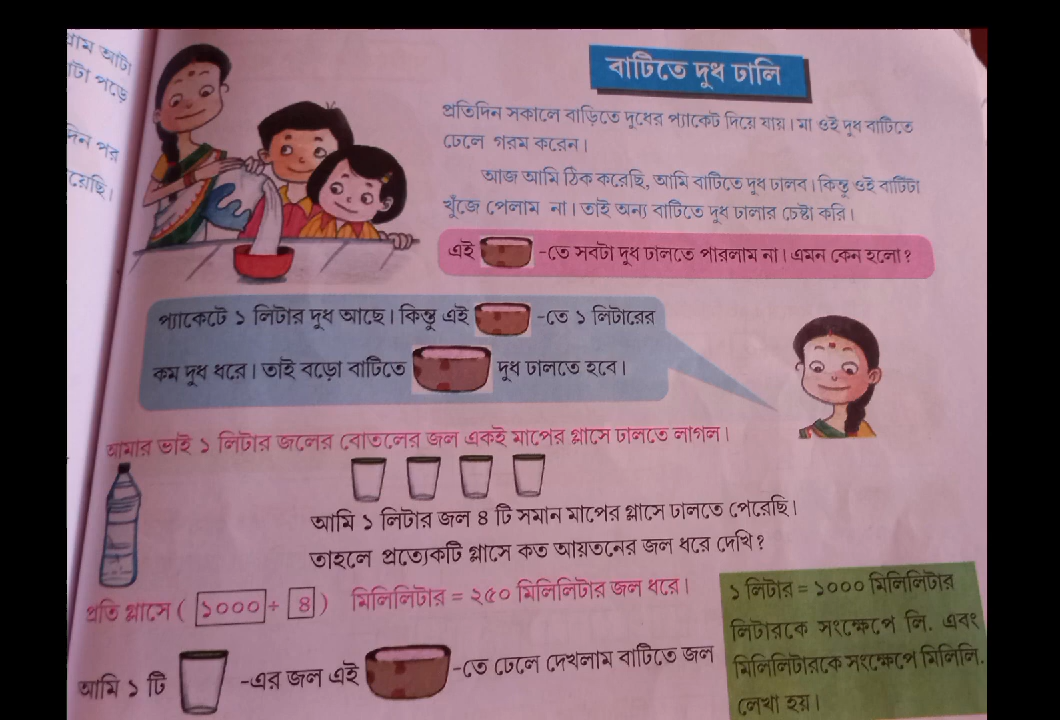 গ্রাম আটা
টা পড়ে
দিন পর
রেছি।
বাটিতে দুধ ঢালি
প্রতিদিন সকালে বাড়িতে দুধের প্যাকেট দিয়ে যায়। মা ওই দুধ বাটিতে
ঢেলে গরম করেন।
আজ আমি ঠিক করেছি, আমি বাটিতে দুধ ঢালব। কিন্তু ওই বাটিটা
খুঁজে পেলাম না। তাই অন্য বাটিতে দুধ ঢালার চেষ্টা করি।
এই -তে সবটা দুধ ঢালতে পারলাম না। এমন কেন হলো?
প্যাকেটে ১ লিটার দুধ আছে। কিন্তু এই -তে ১ লিটারের
কম দুধ ধরে। তাই বড়ো বাটিতে দুধ ঢালতে হবে।
আমার ভাই ১ লিটার জলের বোতলের জল একই মাপের গ্লাসে ঢালতে লাগল।
আমি ১ লিটার জল ৪ টি সমান মাপের গ্লাসে ঢালতে পেরেছি।
তাহলে প্রত্যেকটি গ্লাসে কত আয়তনের জল ধরে দেখি?
প্রতি গ্লাসে ( ১০০০ ÷ ৪ ) মিলিলিটার = ২৫০ মিলিলিটার জল ধরে।
১ লিটার = ১০০০ মিলিলিটার
লিটারকে সংক্ষেপে লি. এবং
মিলিলিটারকে সংক্ষেপে মিলিলি.
লেখা হয়।
আমি ১ টি -এর জল এই -তে ঢেলে দেখলাম বাটিতে জল